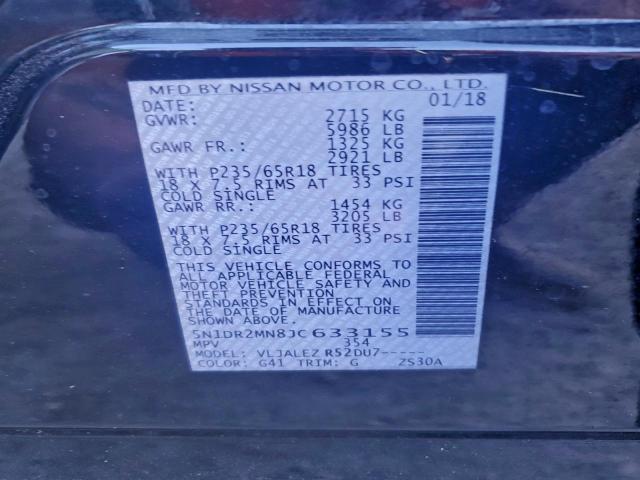 MFD BY NISSAN MOTOR CO., LTD.
DATE: 01/18
GVWR: 2715 KG
5986 LB
GAWR FR.: 1325 KG
2921 LB
WITH P235/65R18 TIRES
18 X 7.5 RIMS AT 33 PSI
COLD SINGLE
GAWR RR.: 1454 KG
3205 LB
WITH P235/65R18 TIRES
18 X 7.5 RIMS AT 33 PSI
COLD SINGLE
THIS VEHICLE CONFORMS TO
ALL APPLICABLE FEDERAL
MOTOR VEHICLE SAFETY AND
THEFT PREVENTION
STANDARDS IN EFFECT ON
THE DATE OF MANUFACTURE
SHOWN ABOVE.
5N1DR2MN8JC633155
MPV 354
MODEL: VLJALEZ R52DU7-----
COLOR: G41 TRIM: G ZS30A